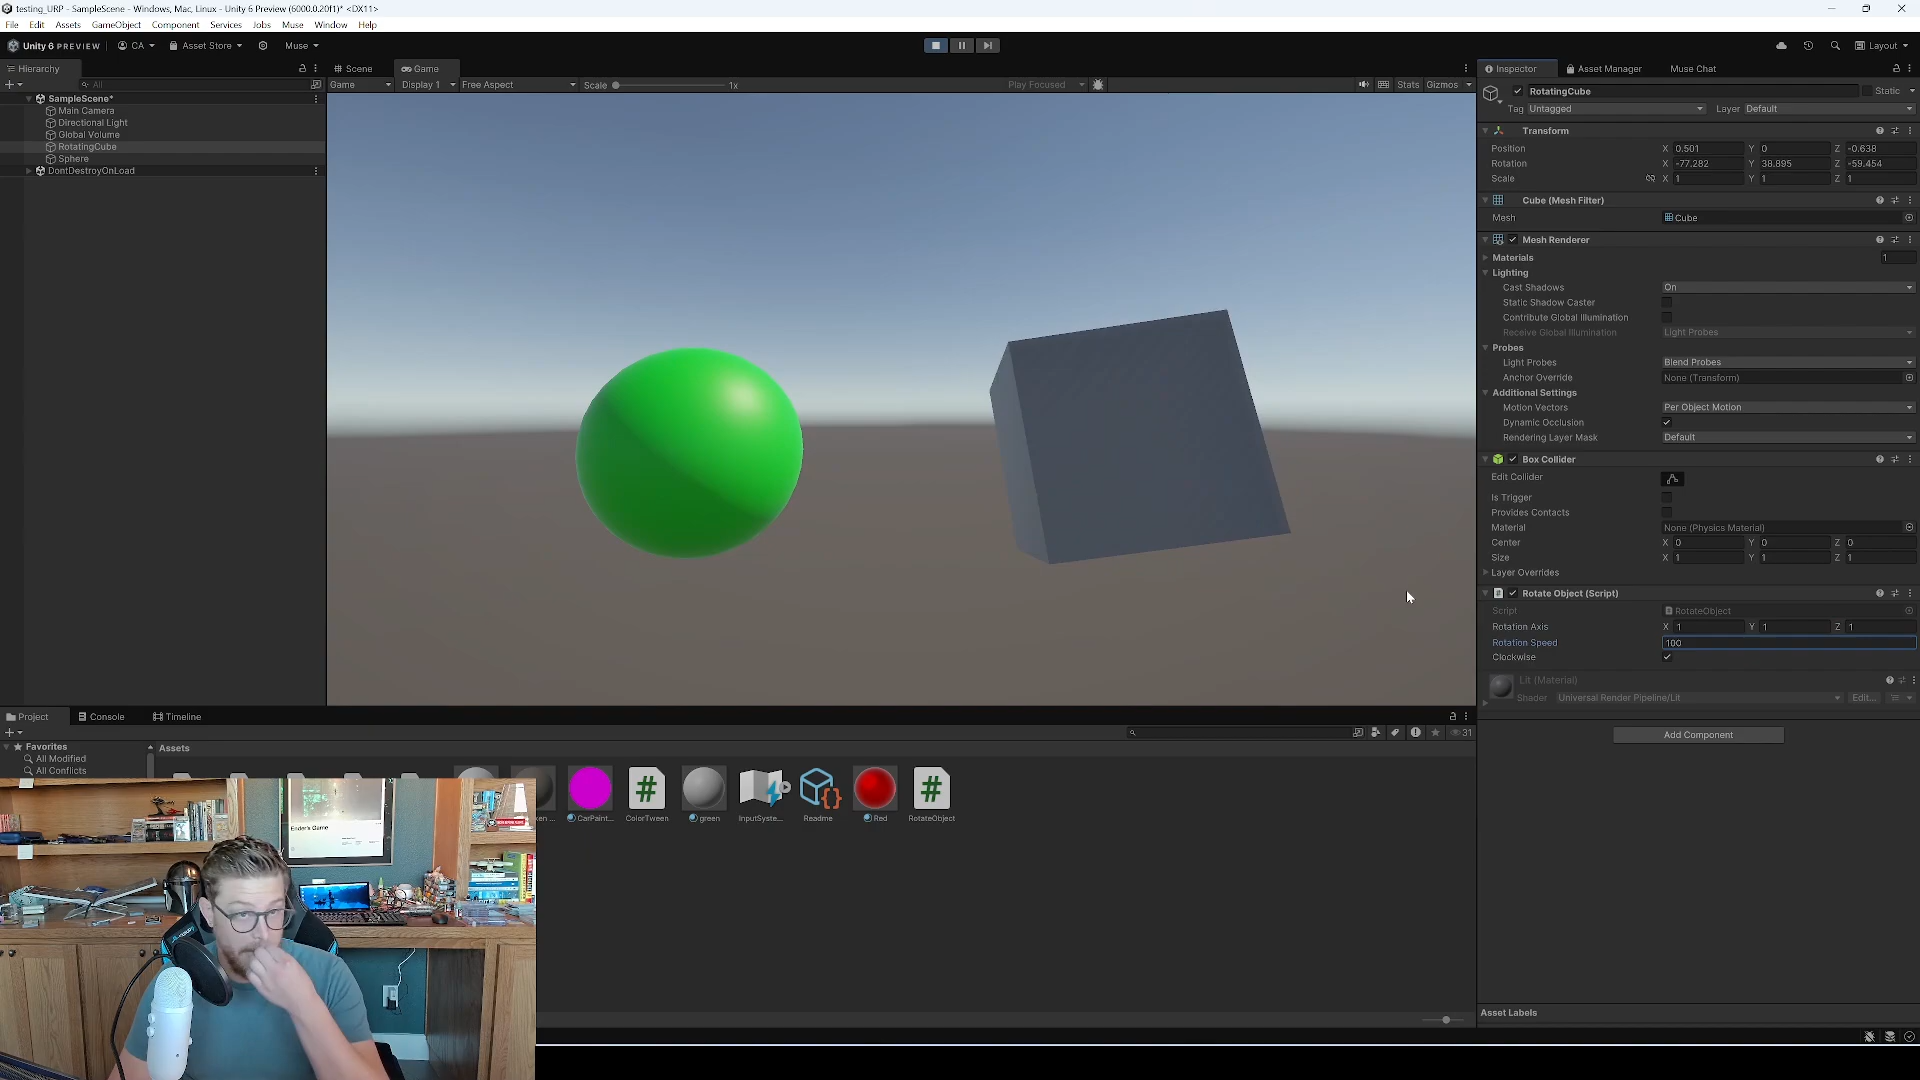 testing_URP - SampleScene - Windows, Mac, Linux - Unity 6 Preview (6000.0.20f1)* <DX11>
File Edit Assets GameObject Component Services Jobs Muse Window Help
Unity 6 PREVIEW CA Asset Store Muse Layout
Hierarchy Scene Game Inspector Asset Manager Muse Chat
All Game Display 1 Free Aspect Scale 1x Play Focused Stats Gizmos
RotatingCube Static
SampleScene*
Main Camera
Directional Light
Global Volume
RotatingCube
Sphere
DontDestroyOnLoad
Tag Untagged Layer Default
Transform
Position X 0.501 Y 0 Z -0.638
Rotation X -77.282 Y 38.895 Z -59.454
Scale X 1 Y 1 Z 1
Cube (Mesh Filter)
Mesh Cube
Mesh Renderer
Materials 1
Lighting
Cast Shadows On
Static Shadow Caster
Contribute Global Illumination
Receive Global Illumination Light Probes
Probes
Light Probes Blend Probes
Anchor Override None (Transform)
Additional Settings
Motion Vectors Per Object Motion
Dynamic Occlusion
Rendering Layer Mask Default
Box Collider
Edit Collider
Is Trigger
Provides Contacts
Material None (Physics Material)
Center X 0 Y 0 Z 0
Size X 1 Y 1 Z 1
Layer Overrides
Rotate Object (Script)
Script RotateObject
Rotation Axis X 1 Y 1 Z 1
Rotation Speed 100
Clockwise
Lit (Material)
Shader Universal Render Pipeline/Lit Edit...
Add Component
Project Console Timeline
31
Favorites
All Modified
All Conflicts
Assets
CarPaint... ColorTween green InputSyste... Readme Red RotateObject
Ender's Game
Asset Labels